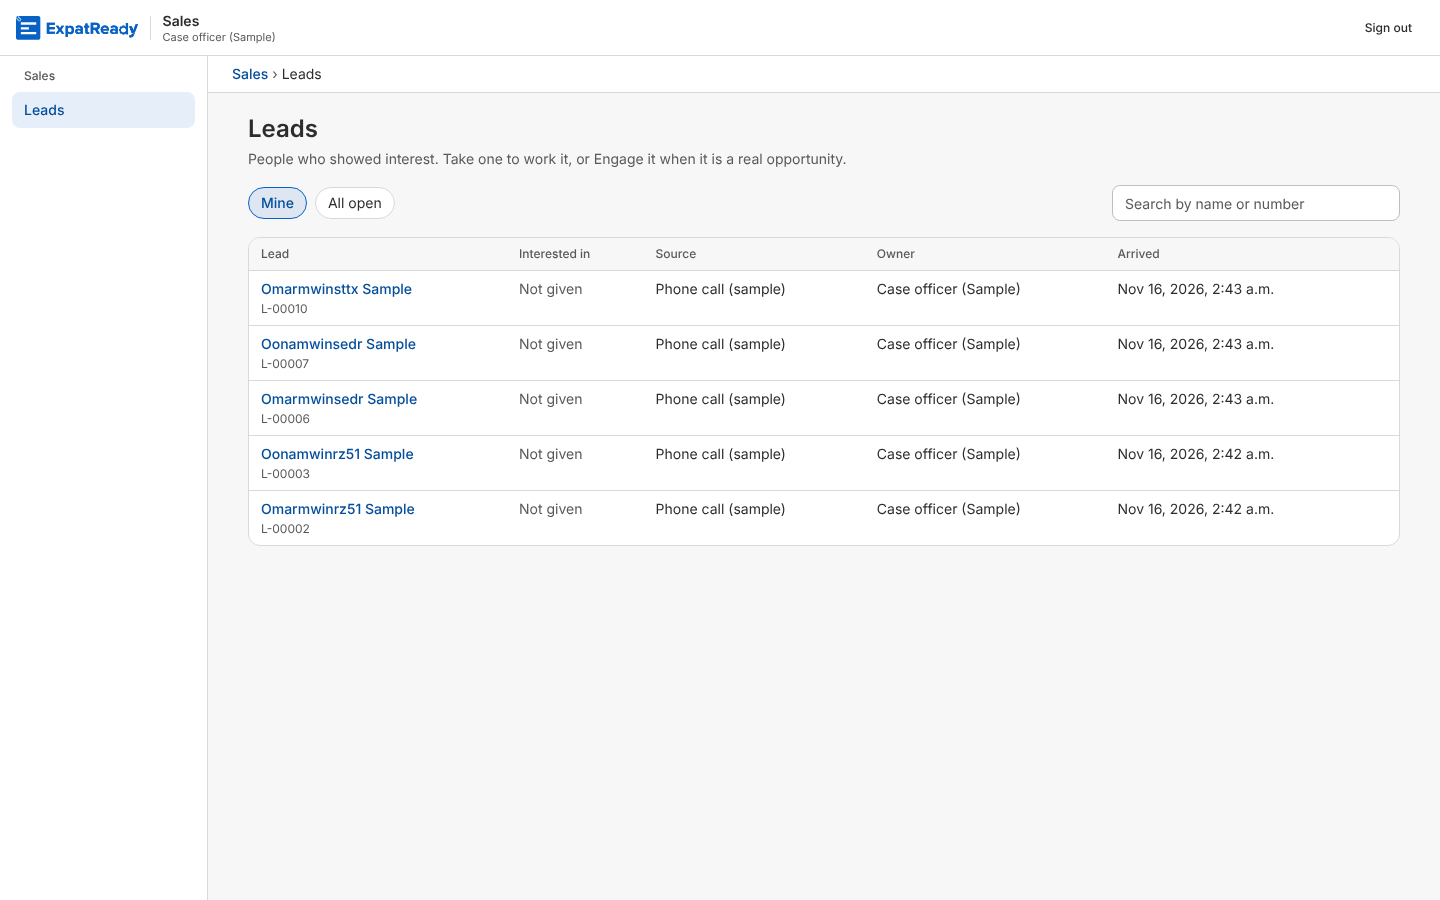 ExpatReady
Sales
Case officer (Sample)
Sign out
Sales
Leads
Sales › Leads
Leads
People who showed interest. Take one to work it, or Engage it when it is a real opportunity.
Mine
All open
Search by name or number
Lead Interested in Source Owner Arrived
Omarmwinsttx Sample Not given Phone call (sample) Case officer (Sample) Nov 16, 2026, 2:43 a.m.
L-00010
Oonamwinsedr Sample Not given Phone call (sample) Case officer (Sample) Nov 16, 2026, 2:43 a.m.
L-00007
Omarmwinsedr Sample Not given Phone call (sample) Case officer (Sample) Nov 16, 2026, 2:43 a.m.
L-00006
Oonamwinrz51 Sample Not given Phone call (sample) Case officer (Sample) Nov 16, 2026, 2:42 a.m.
L-00003
Omarmwinrz51 Sample Not given Phone call (sample) Case officer (Sample) Nov 16, 2026, 2:42 a.m.
L-00002